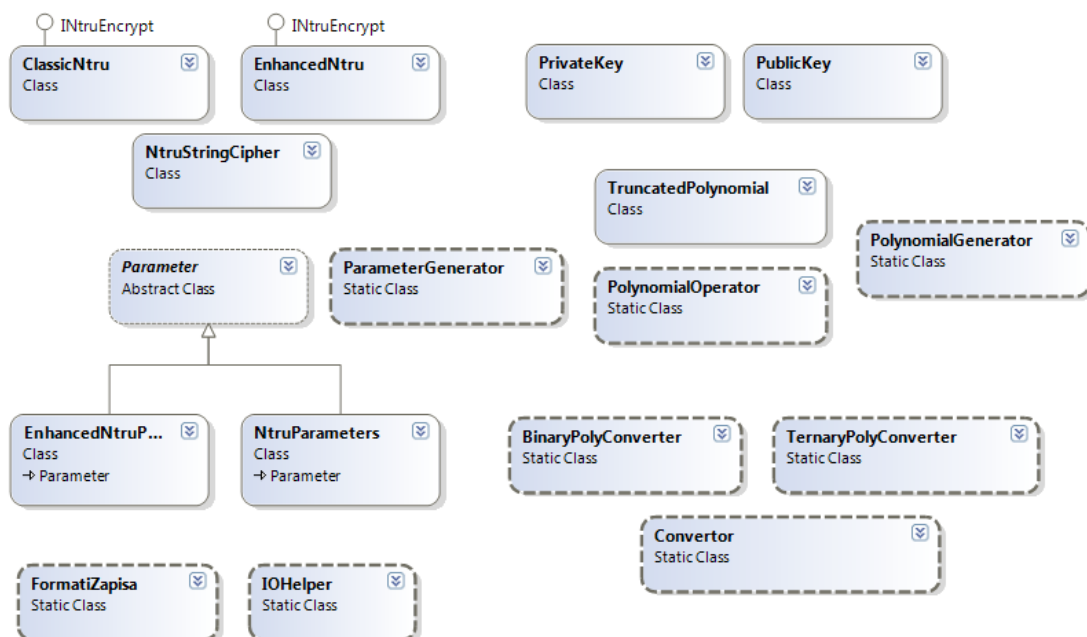 INtruEncrypt
INtruEncrypt
ClassicNtru
Class
EnhancedNtru
Class
PrivateKey
Class
PublicKey
Class
NtruStringCipher
Class
TruncatedPolynomial
Class
PolynomialGenerator
Static Class
Parameter
Abstract Class
ParameterGenerator
Static Class
PolynomialOperator
Static Class
EnhancedNtruP...
Class
Parameter
NtruParameters
Class
Parameter
BinaryPolyConverter
Static Class
TernaryPolyConverter
Static Class
Convertor
Static Class
FormatiZapisa
Static Class
IOHelper
Static Class